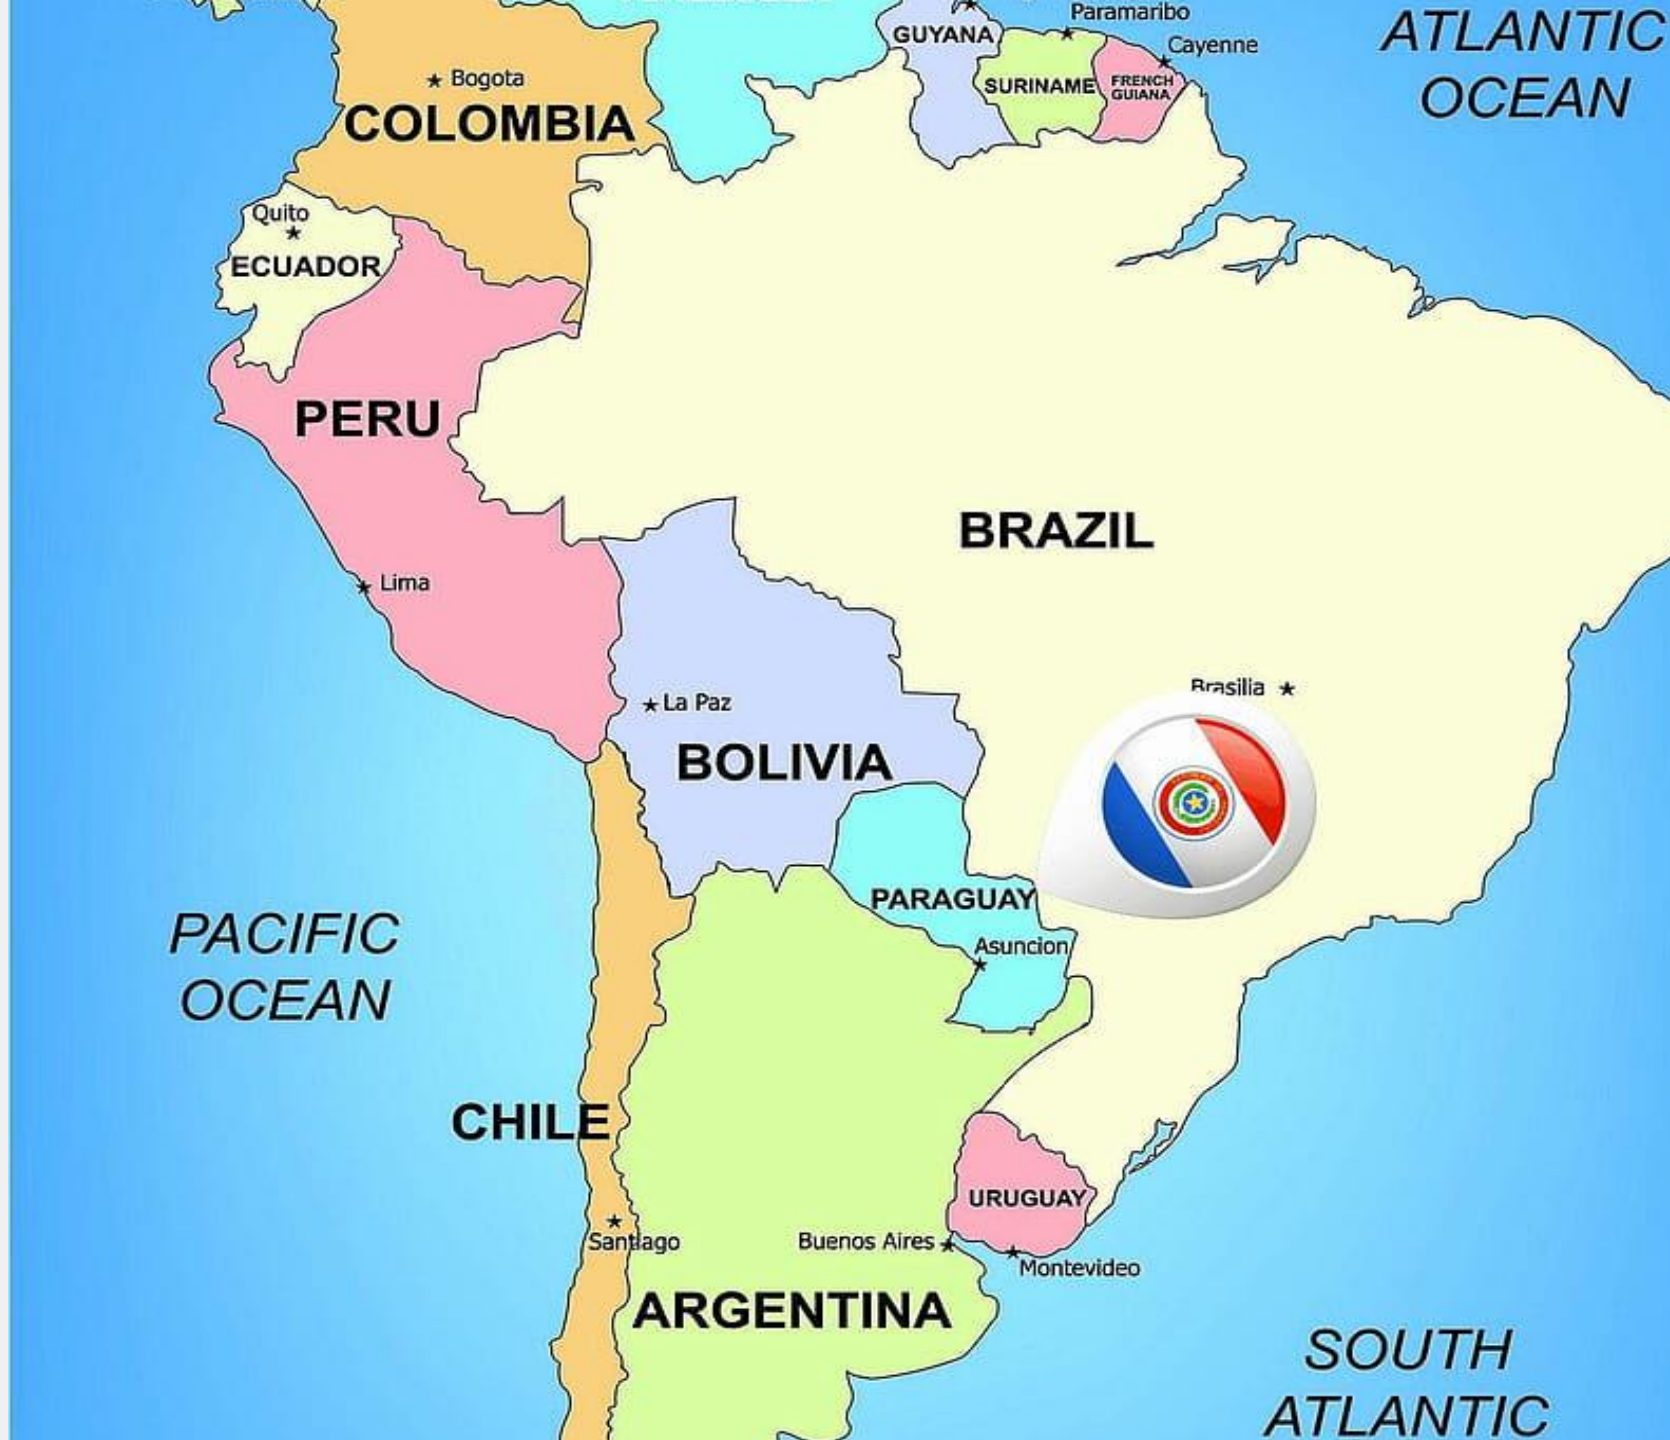 Paramaribo
ATLANTIC
OCEAN
GUYANA
Cayenne
Bogota
SURINAME
FRENCH
GUIANA
COLOMBIA
Quito
ECUADOR
PERU
BRAZIL
Lima
Brasilia
La Paz
BOLIVIA
PARAGUAY
PACIFIC
OCEAN
Asuncion
CHILE
URUGUAY
Santiago
Buenos Aires
Montevideo
ARGENTINA
SOUTH
ATLANTIC